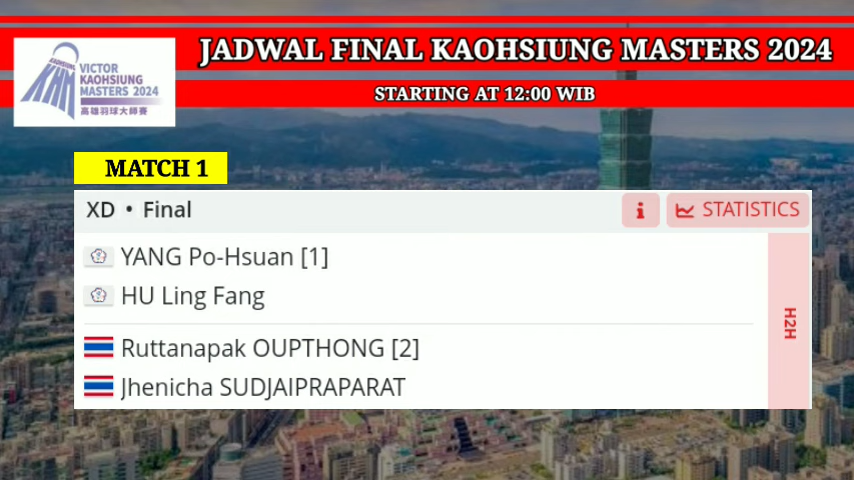 JADWAL FINAL KAOHSIUNG MASTERS 2024
STARTING AT 12:00 WIB
KAOHSIUNG
VICTOR
KAOHSIUNG
MASTERS 2024
高雄羽球大師賽
MATCH 1
XD • Final
i
STATISTICS
YANG Po-Hsuan [1]
HU Ling Fang
Ruttanapak OUPTHONG [2]
Jhenicha SUDJAIPRAPARAT
H2H